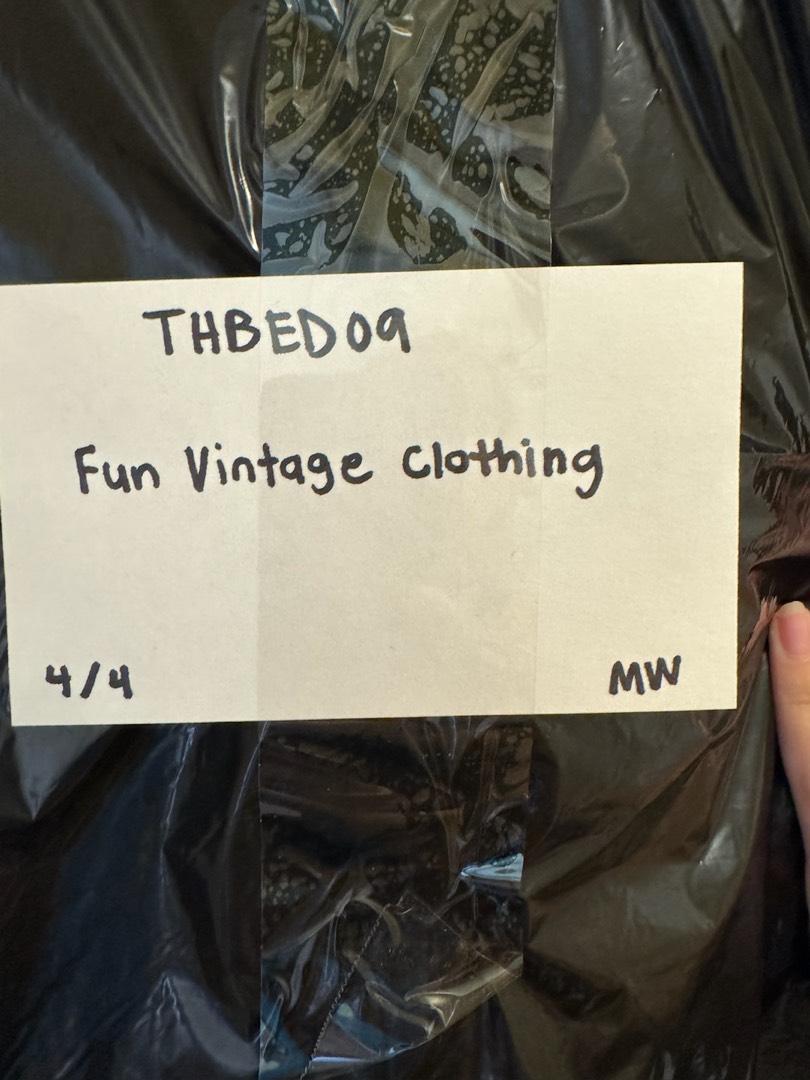 THBED09
Fun Vintage Clothing
4/4
MW